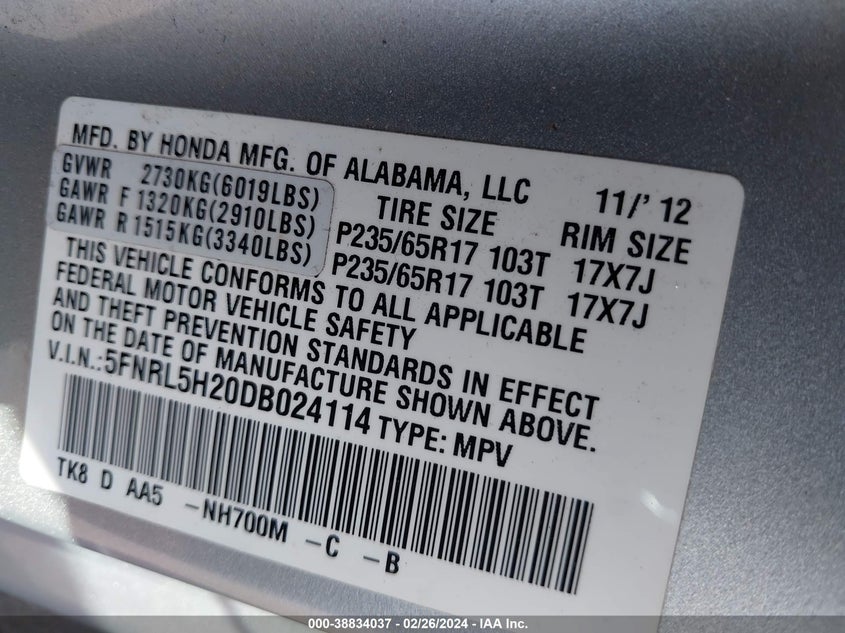 MFD. BY HONDA MFG. OF ALABAMA, LLC 11/' 12
GVWR 2730KG(6019LBS) TIRE SIZE RIM SIZE
GAWR F 1320KG(2910LBS) P235/65R17 103T 17X7J
GAWR R 1515KG(3340LBS) P235/65R17 103T 17X7J
THIS VEHICLE CONFORMS TO ALL APPLICABLE
FEDERAL MOTOR VEHICLE SAFETY
AND THEFT PREVENTION STANDARDS IN EFFECT
ON THE DATE OF MANUFACTURE SHOWN ABOVE.
V.I.N.:5FNRL5H20DB024114 TYPE: MPV
TK8 D AA5 -NH700M -C -B
000-38834037 - 02/26/2024 - IAA Inc.